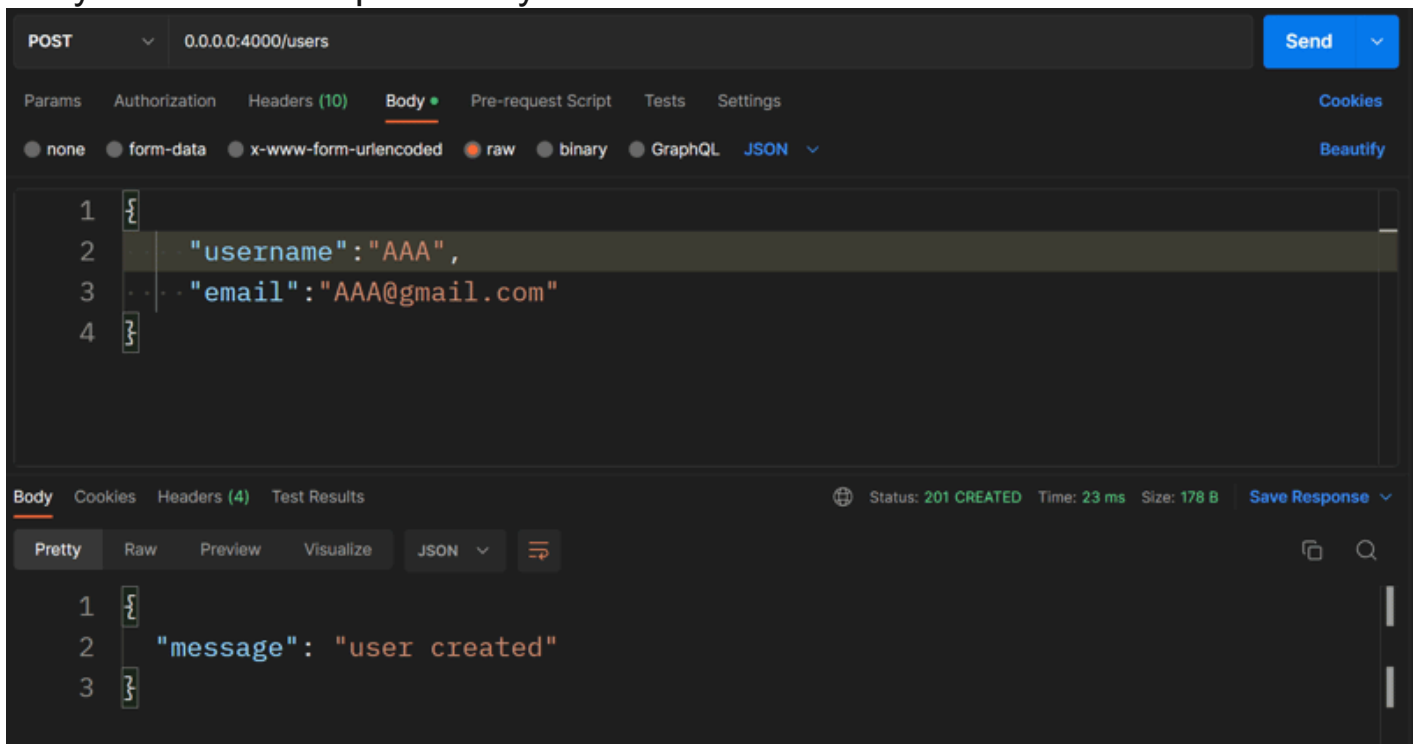 POST 0.0.0.0:4000/users Send
Params Authorization Headers (10) Body Pre-request Script Tests Settings Cookies
none form-data x-www-form-urlencoded raw binary GraphQL JSON Beautify
1 {
2 "username":"AAA",
3 "email":"AAA@gmail.com"
4 }
Body Cookies Headers (4) Test Results Status: 201 CREATED Time: 23 ms Size: 178 B Save Response
Pretty Raw Preview Visualize JSON
1 {
2 "message": "user created"
3 }